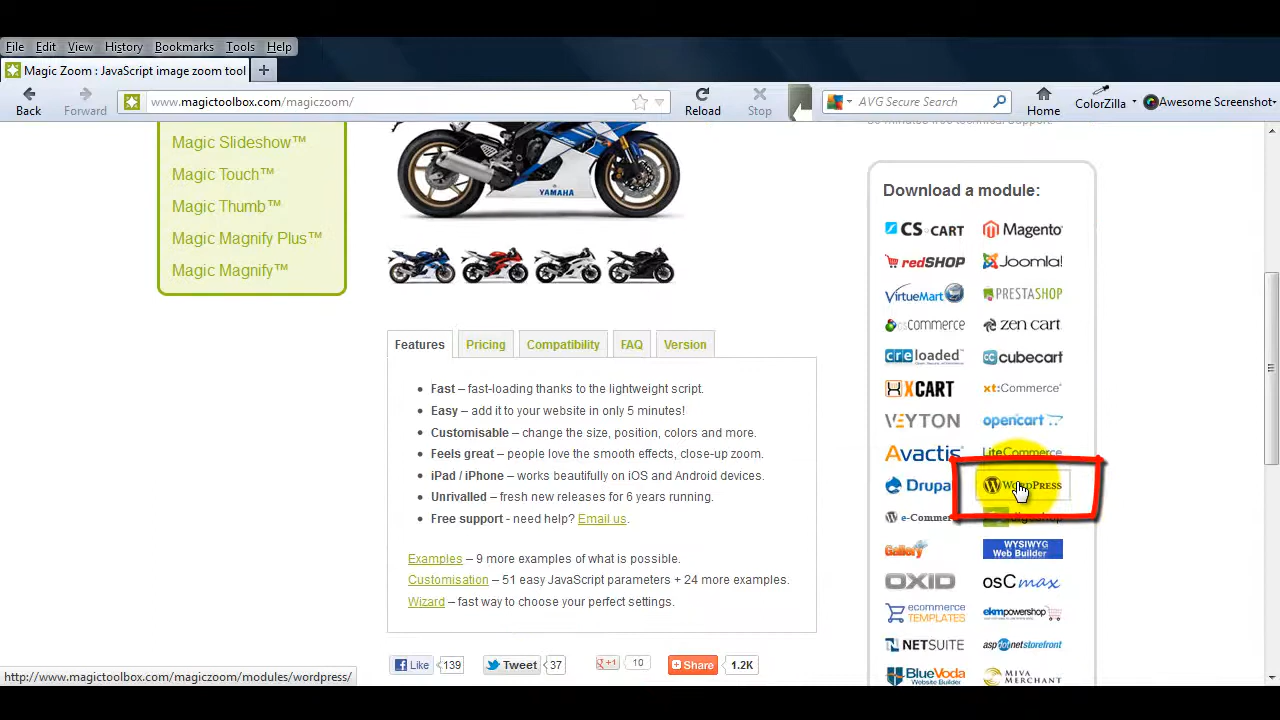 File Edit View History Bookmarks Tools Help
Magic Zoom : JavaScript image zoom tool
Back Forward www.magictoolbox.com/magiczoom/ Reload Stop AVG Secure Search Home ColorZilla Awesome Screenshot
Magic Slideshow™
Magic Touch™
Magic Thumb™
Magic Magnify Plus™
Magic Magnify™
YAMAHA
Features Pricing Compatibility FAQ Version
Fast – fast-loading thanks to the lightweight script.
Easy – add it to your website in only 5 minutes!
Customisable – change the size, position, colors and more.
Feels great – people love the smooth effects, close-up zoom.
iPad / iPhone – works beautifully on iOS and Android devices.
Unrivalled – fresh new releases for 6 years running.
Free support - need help? Email us.
Examples – 9 more examples of what is possible.
Customisation – 51 easy JavaScript parameters + 24 more examples.
Wizard – fast way to choose your perfect settings.
Like 139 Tweet 37 +1 10 Share 1.2K
Download a module:
CS-CART Magento
redSHOP Joomla!
VirtueMart PRESTASHOP
osCommerce zen cart
creloaded cubecart
XCART xt:Commerce
VEYTON opencart
Avactis LiteCommerce
Drupal WordPress
e-Commerce
Gallery WYSIWYG
Web Builder
OXID osCmax
ecommerce
TEMPLATES ekmpowershop
NETSUITE aspdotnetstorefront
BlueVoda
Website Builder MIVA
MERCHANT
http://www.magictoolbox.com/magiczoom/modules/wordpress/